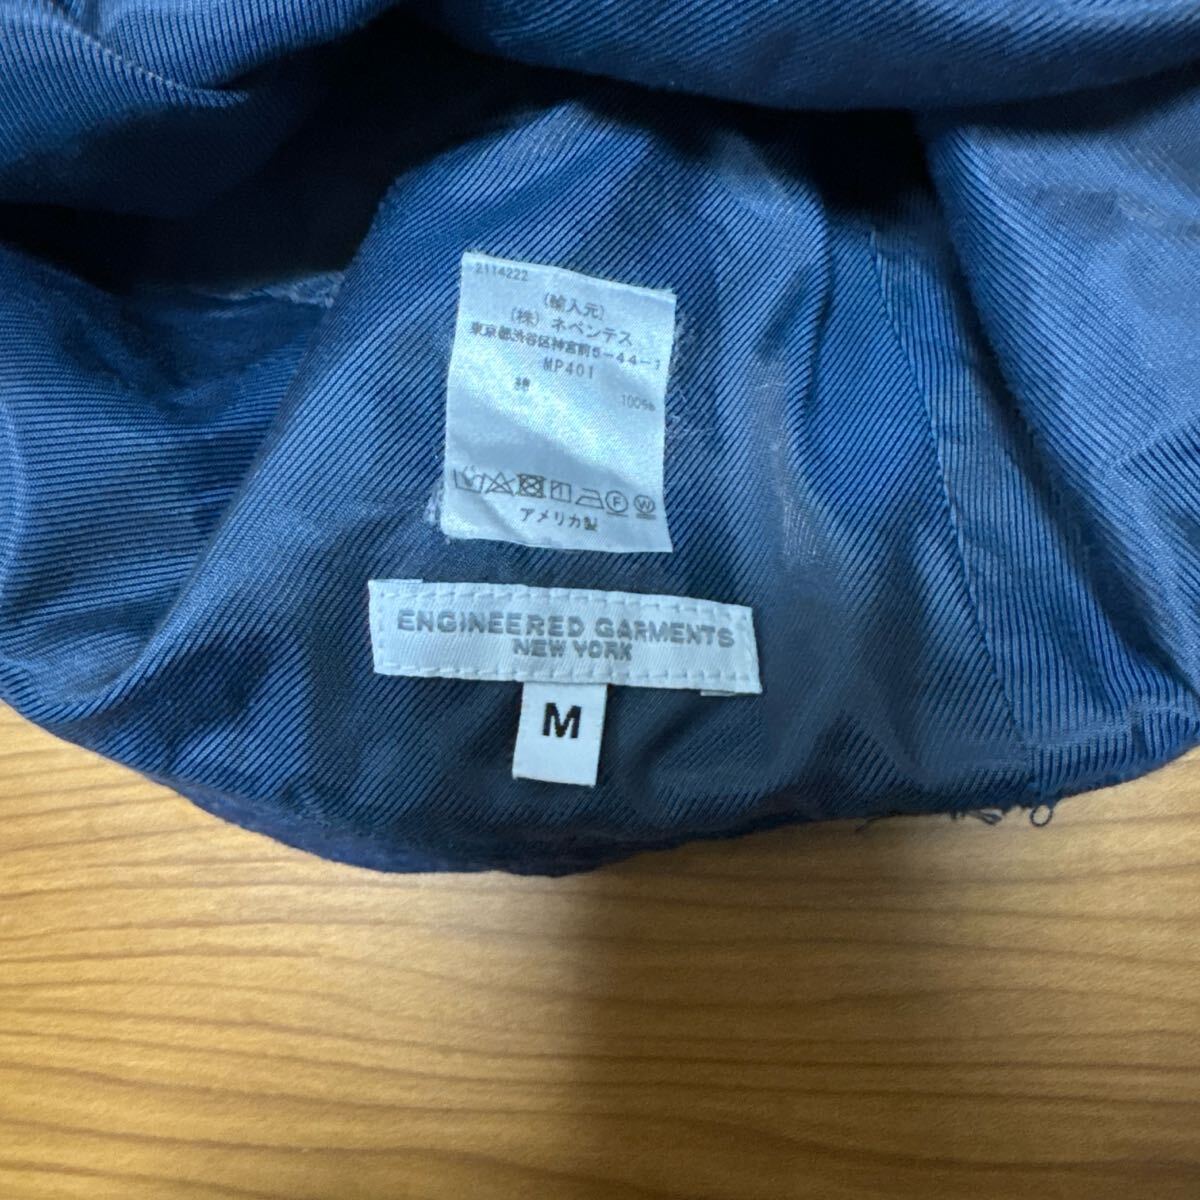 2114222
(輸入元)
(株) ネペンテス
東京都渋谷区神宮前5-44-1
MP401
綿 100%
F W
アメリカ製
ENGINEERED GARMENTS
NEW YORK
M